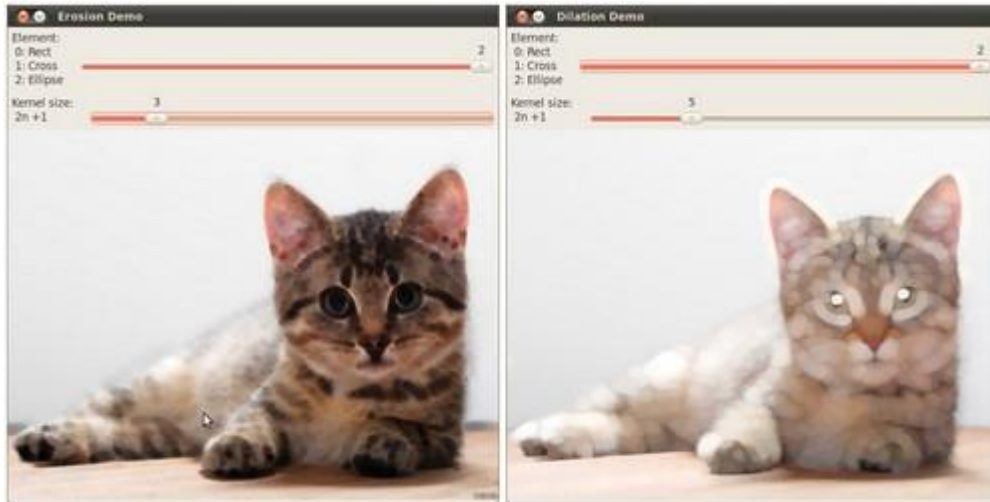 Erosion Demo
Element:
0: Rect
1: Cross
2: Ellipse
2
Kernel size:
2n +1
3
Dilation Demo
Element:
0: Rect
1: Cross
2: Ellipse
2
Kernel size:
2n +1
5